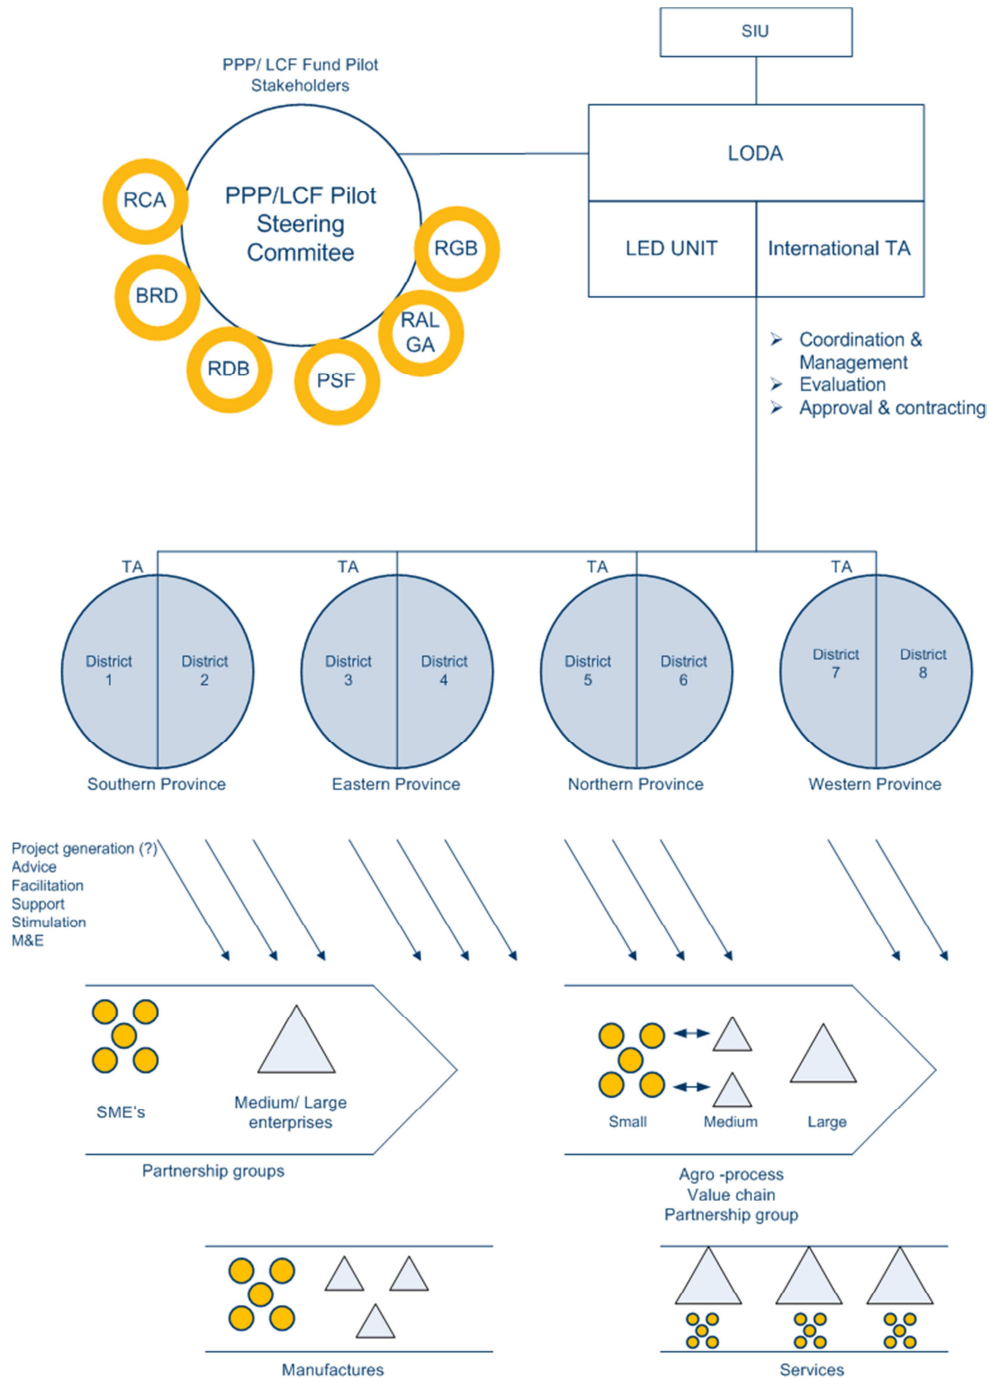 SIU
PPP/ LCF Fund Pilot
Stakeholders
LODA
PPP/LCF Pilot
Steering
Commitee
RCA
BRD
RDB
PSF
RAL
GA
RGB
LED UNIT
International TA
➢ Coordination &
Management
➢ Evaluation
➢ Approval & contracting
TA
TA
TA
TA
District
1
District
2
District
3
District
4
District
5
District
6
District
7
District
8
Southern Province
Eastern Province
Northern Province
Western Province
Project generation (?)
Advice
Facilitation
Support
Stimulation
M&E
SME's
Medium/ Large
enterprises
Partnership groups
Small
Medium
Large
Agro -process
Value chain
Partnership group
Manufactures
Services